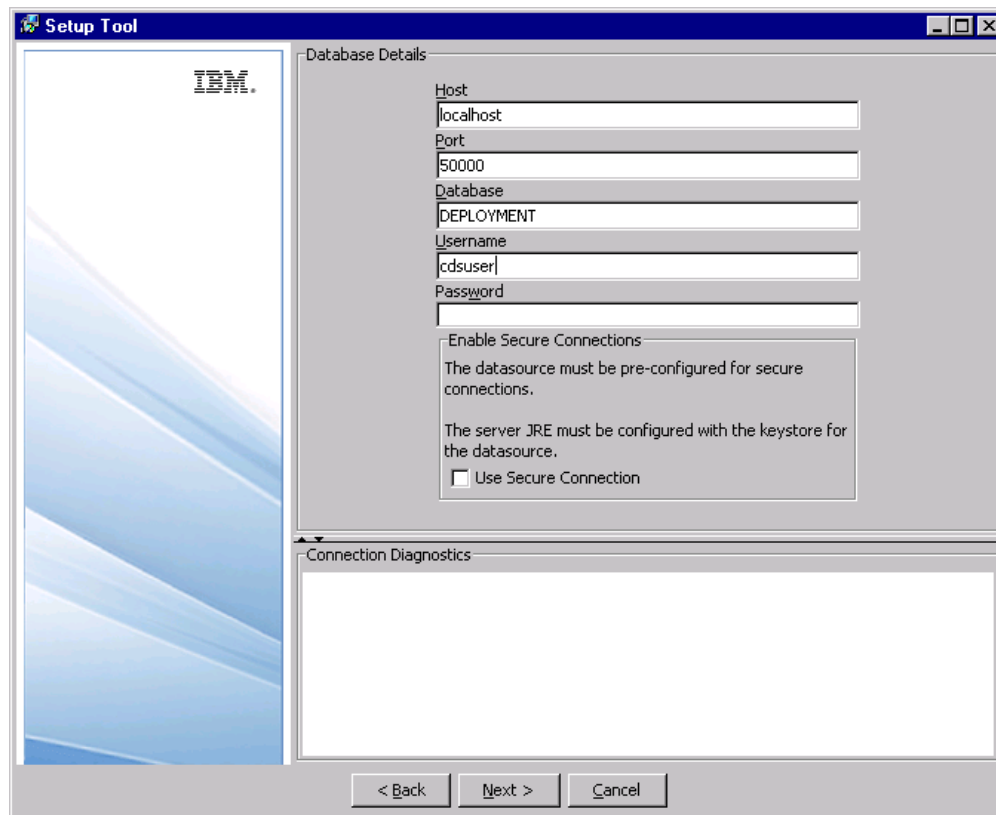 Setup Tool
IBM.
Database Details
Host
localhost
Port
50000
Database
DEPLOYMENT
Username
cdsuser
Password
Enable Secure Connections
The datasource must be pre-configured for secure
connections.
The server JRE must be configured with the keystore for
the datasource.
Use Secure Connection
Connection Diagnostics
< Back
Next >
Cancel